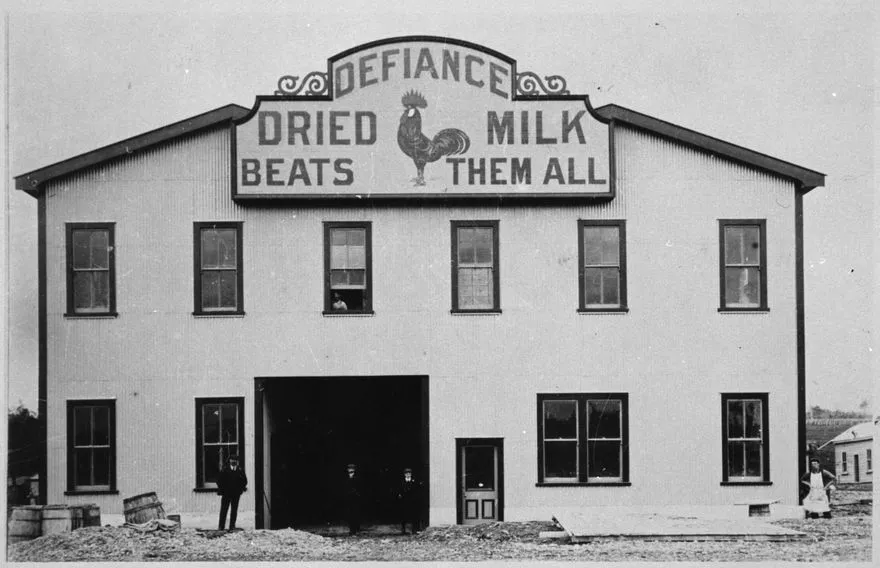 DEFIANCE
DRIED MILK
BEATS THEM ALL